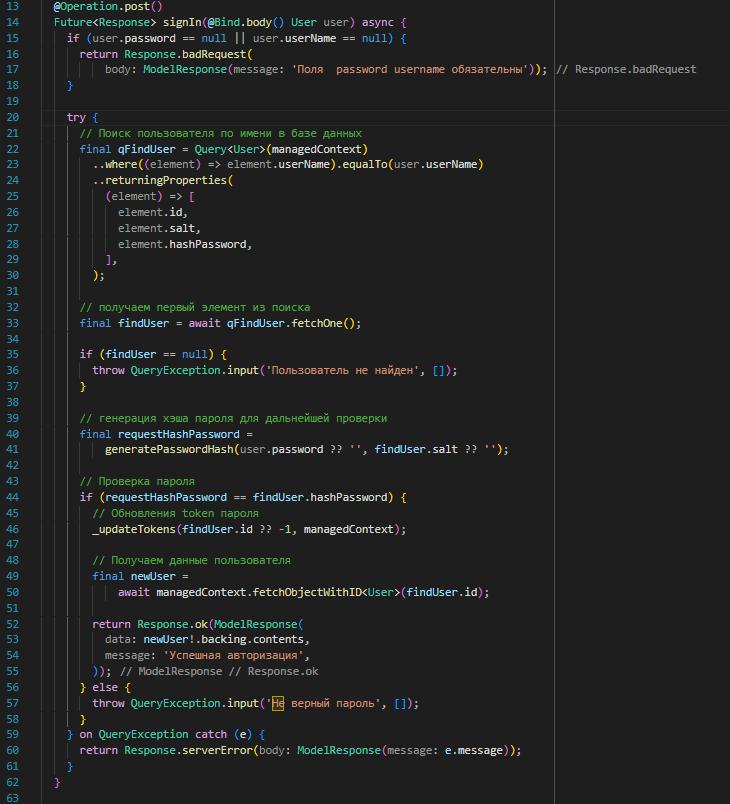 13 @Operation.post()
14 Future<Response> signIn(@Bind.body() User user) async {
15   if (user.password == null || user.userName == null) {
16     return Response.badRequest(
17         body: ModelResponse(message: 'Поля  password username обязательны')); // Response.badRequest
18   }
19
20   try {
21     // Поиск пользователя по имени в базе данных
22     final qFindUser = Query<User>(managedContext)
23       ..where((element) => element.userName).equalTo(user.userName)
24       ..returningProperties(
25         (element) => [
26           element.id,
27           element.salt,
28           element.hashPassword,
29         ],
30       );
31
32     // получаем первый элемент из поиска
33     final findUser = await qFindUser.fetchOne();
34
35     if (findUser == null) {
36       throw QueryException.input('Пользователь не найден', []);
37     }
38
39     // генерация хэша пароля для дальнейшей проверки
40     final requestHashPassword =
41         generatePasswordHash(user.password ?? '', findUser.salt ?? '');
42
43     // Проверка пароля
44     if (requestHashPassword == findUser.hashPassword) {
45       // Обновления token пароля
46       _updateTokens(findUser.id ?? -1, managedContext);
47
48       // Получаем данные пользователя
49       final newUser =
50           await managedContext.fetchObjectWithID<User>(findUser.id);
51
52       return Response.ok(ModelResponse(
53         data: newUser!.backing.contents,
54         message: 'Успешная авторизация',
55       )); // ModelResponse // Response.ok
56     } else {
57       throw QueryException.input('Не верный пароль', []);
58     }
59   } on QueryException catch (e) {
60     return Response.serverError(body: ModelResponse(message: e.message));
61   }
62 }
63